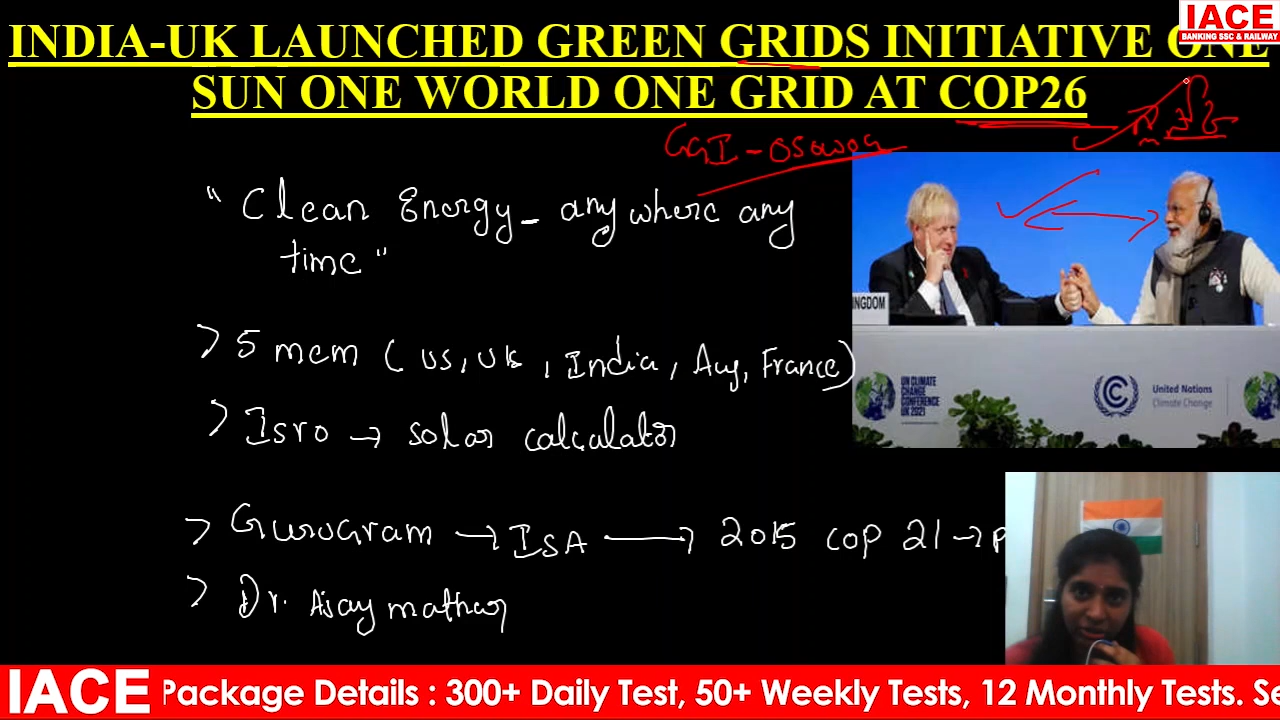 INDIA-UK LAUNCHED GREEN GRIDS INITIATIVE ONE
SUN ONE WORLD ONE GRID AT COP26
IACE
BANKING SSC & RAILWAY
GGI - OSOWOG
"Clean Energy - any where any
time"
> 5 mem (US, UK, India, Aus, France)
> Isro → solar calculator
> Gurogram → ISA → 2015 COP 21 → P
> Dr. Ajay mathur
INGDOM
UN CLIMATE
CHANGE
CONFERENCE
UK 2021
United Nations
Climate Change
IACE Package Details : 300+ Daily Test, 50+ Weekly Tests, 12 Monthly Tests. Se